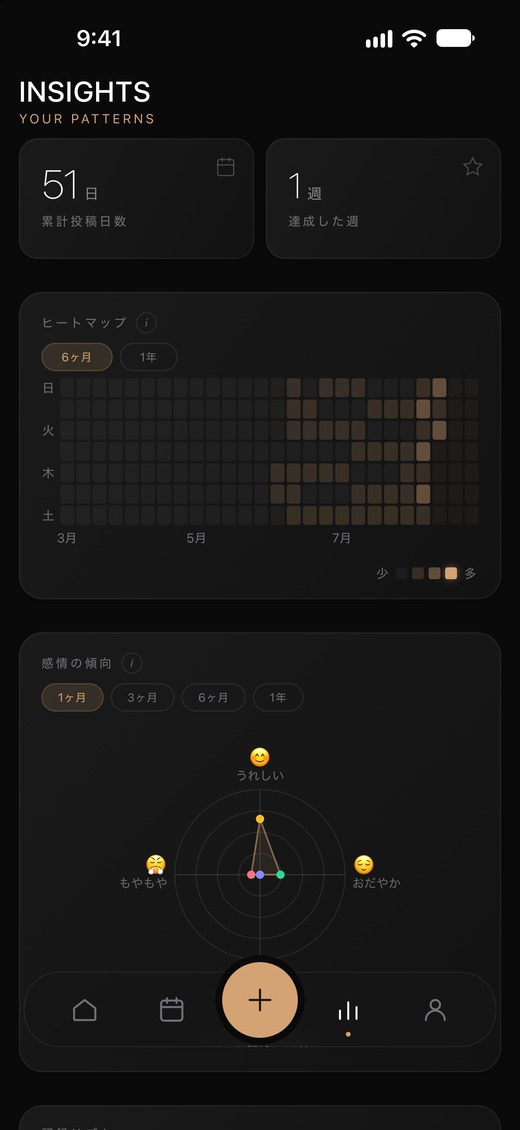 9:41
INSIGHTS
YOUR PATTERNS
51 日
累計投稿日数
1 週
達成した週
ヒートマップ i
6ヶ月 1年
日
火
木
土
3月 5月 7月
少 多
感情の傾向 i
1ヶ月 3ヶ月 6ヶ月 1年
うれしい
もやもや おだやか